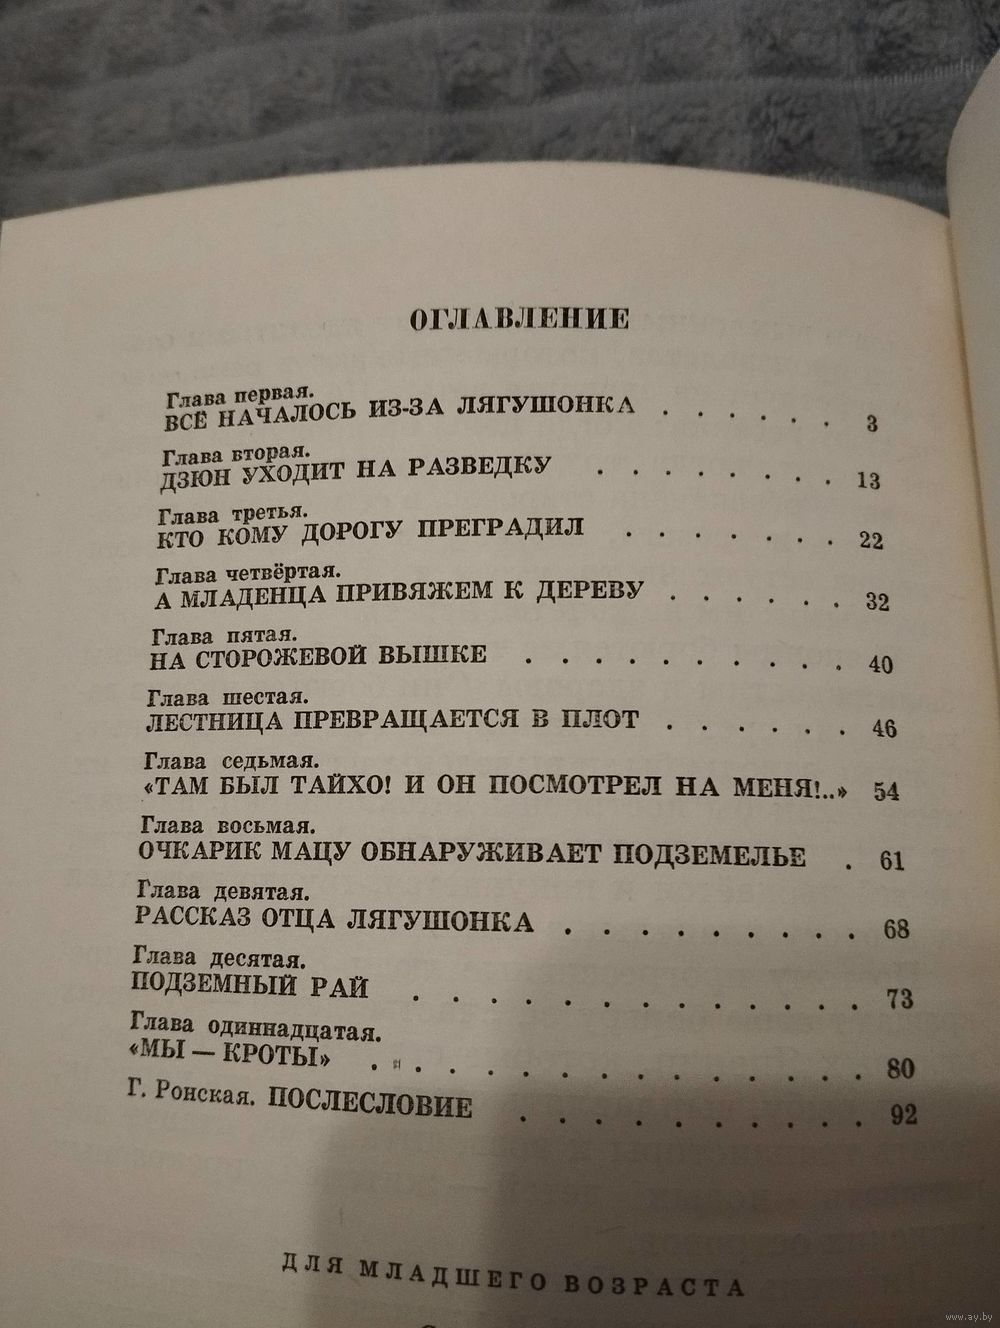 ОГЛАВЛЕНИЕ
Глава первая.
ВСЁ НАЧАЛОСЬ ИЗ-ЗА ЛЯГУШОНКА . . . . . . 3
Глава вторая.
ДЗЮН УХОДИТ НА РАЗВЕДКУ . . . . . . . . 13
Глава третья.
КТО КОМУ ДОРОГУ ПРЕГРАДИЛ . . . . . . . 22
Глава четвёртая.
А МЛАДЕНЦА ПРИВЯЖЕМ К ДЕРЕВУ . . . . . . 32
Глава пятая.
НА СТОРОЖЕВОЙ ВЫШКЕ . . . . . . . . . . 40
Глава шестая.
ЛЕСТНИЦА ПРЕВРАЩАЕТСЯ В ПЛОТ . . . . . . 46
Глава седьмая.
«ТАМ БЫЛ ТАЙХО! И ОН ПОСМОТРЕЛ НА МЕНЯ!..» 54
Глава восьмая.
ОЧКАРИК МАЦУ ОБНАРУЖИВАЕТ ПОДЗЕМЕЛЬЕ . 61
Глава девятая.
РАССКАЗ ОТЦА ЛЯГУШОНКА . . . . . . . . . 68
Глава десятая.
ПОДЗЕМНЫЙ РАЙ . . . . . . . . . . . . . 73
Глава одиннадцатая.
«МЫ — КРОТЫ» . . . . . . . . . . . . . . 80
Г. Ронская. ПОСЛЕСЛОВИЕ . . . . . . . . . . 92
ДЛЯ МЛАДШЕГО ВОЗРАСТА
www.ay.by